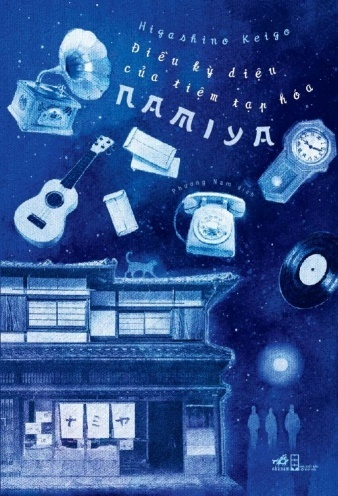 Higashino Keigo
Điều kỳ diệu
của tiệm tạp hóa
NAMIYA
Phương Nam dịch
ナミヤ